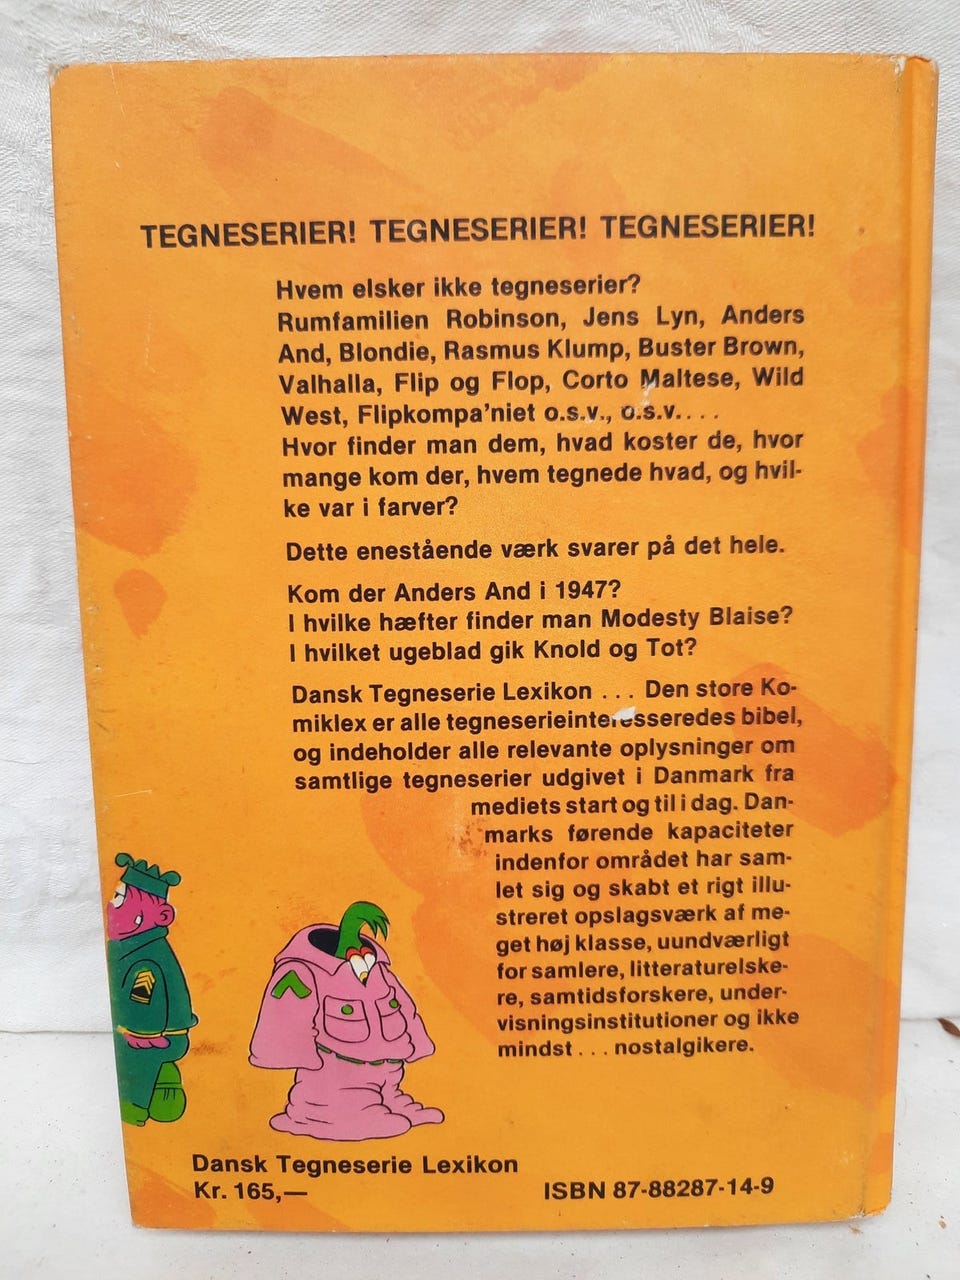 TEGNESERIER! TEGNESERIER! TEGNESERIER!
Hvem elsker ikke tegneserier?
Rumfamilien Robinson, Jens Lyn, Anders
And, Blondie, Rasmus Klump, Buster Brown,
Valhalla, Flip og Flop, Corto Maltese, Wild
West, Flipkompa'niet o.s.v., o.s.v....
Hvor finder man dem, hvad koster de, hvor
mange kom der, hvem tegnede hvad, og hvil-
ke var i farver?
Dette enestående værk svarer på det hele.
Kom der Anders And i 1947?
I hvilke hæfter finder man Modesty Blaise?
I hvilket ugeblad gik Knold og Tot?
Dansk Tegneserie Lexikon ... Den store Ko-
miklex er alle tegneserieinteresseredes bibel,
og indeholder alle relevante oplysninger om
samtlige tegneserier udgivet i Danmark fra
mediets start og til i dag. Dan-
marks førende kapaciteter
indenfor området har sam-
let sig og skabt et rigt illu-
streret opslagsværk af me-
get høj klasse, uundværligt
for samlere, litteraturelske-
re, samtidsforskere, under-
visningsinstitutioner og ikke
mindst ... nostalgikere.
Dansk Tegneserie Lexikon
Kr. 165,—
ISBN 87-88287-14-9